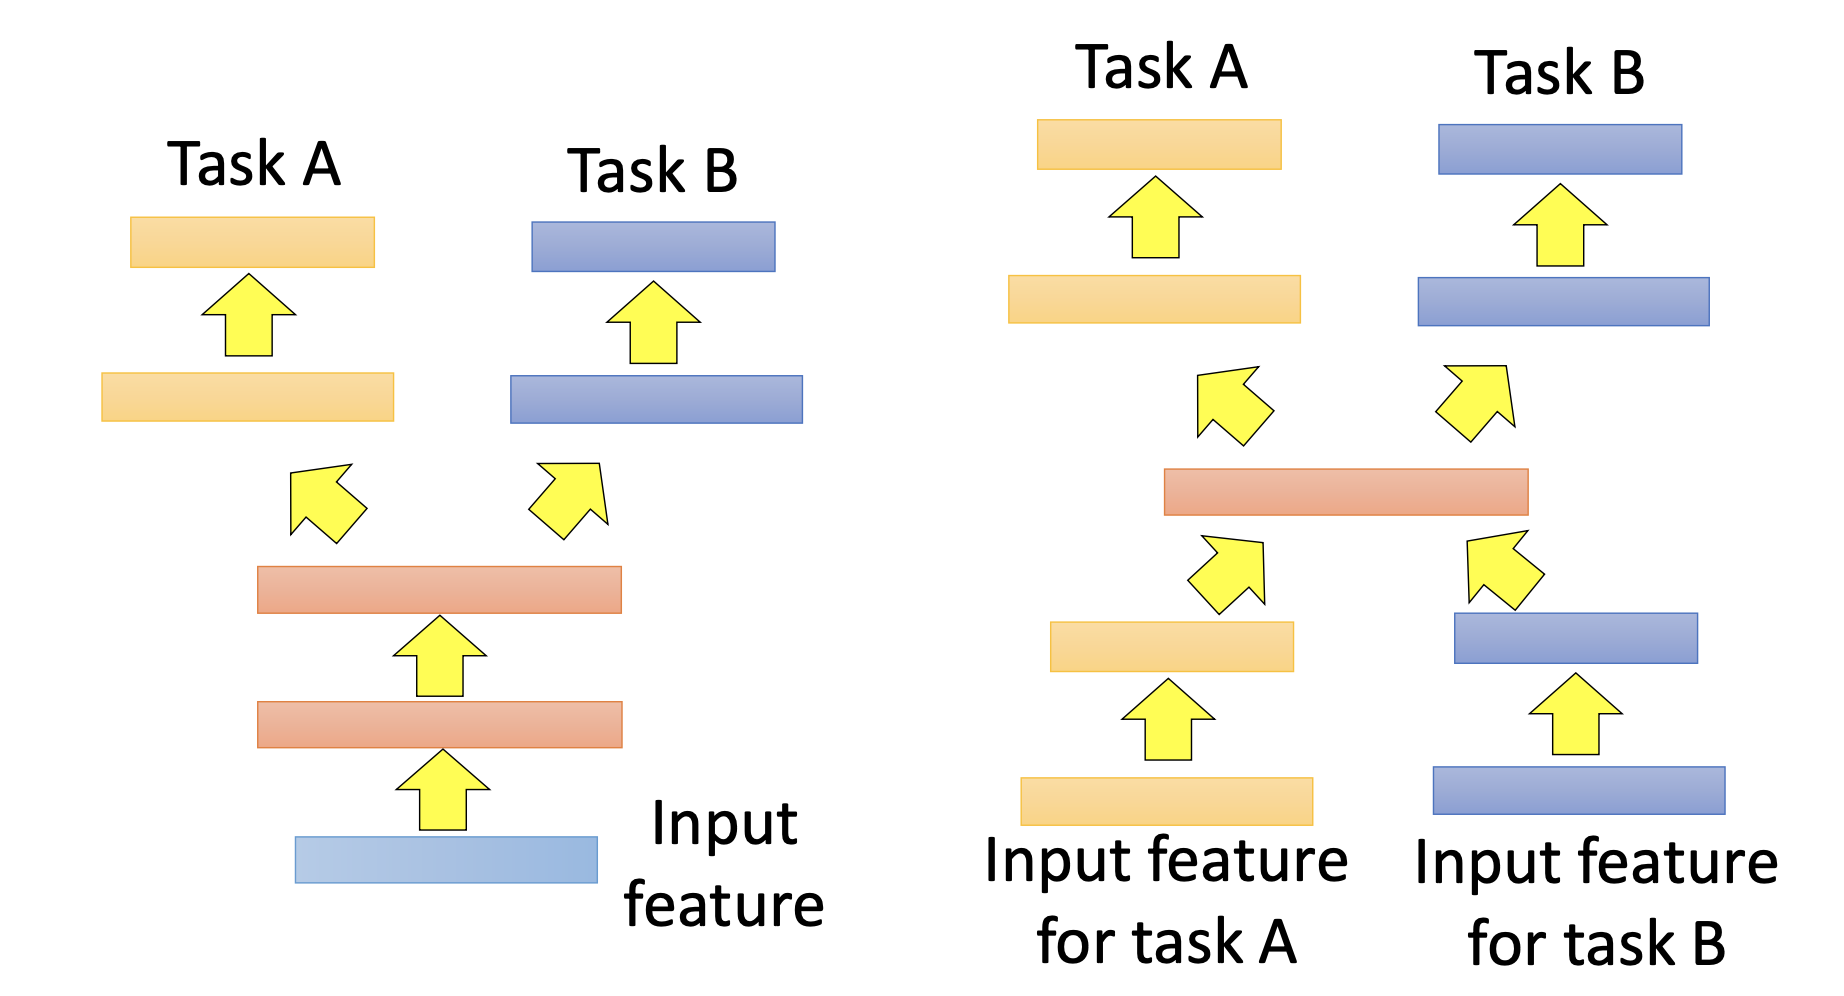 Task A
Task B
Input
feature
Task A
Task B
Input feature
for task A
Input feature
for task B